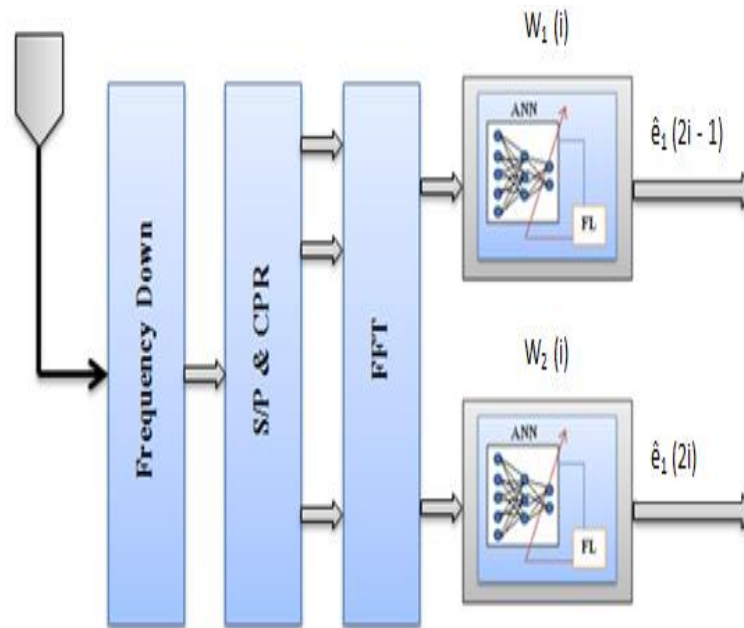 W₁ (i)
ANN
FL
ê₁ (2i - 1)
Frequency Down
S/P & CPR
FFT
W₂ (i)
ANN
FL
ê₁ (2i)